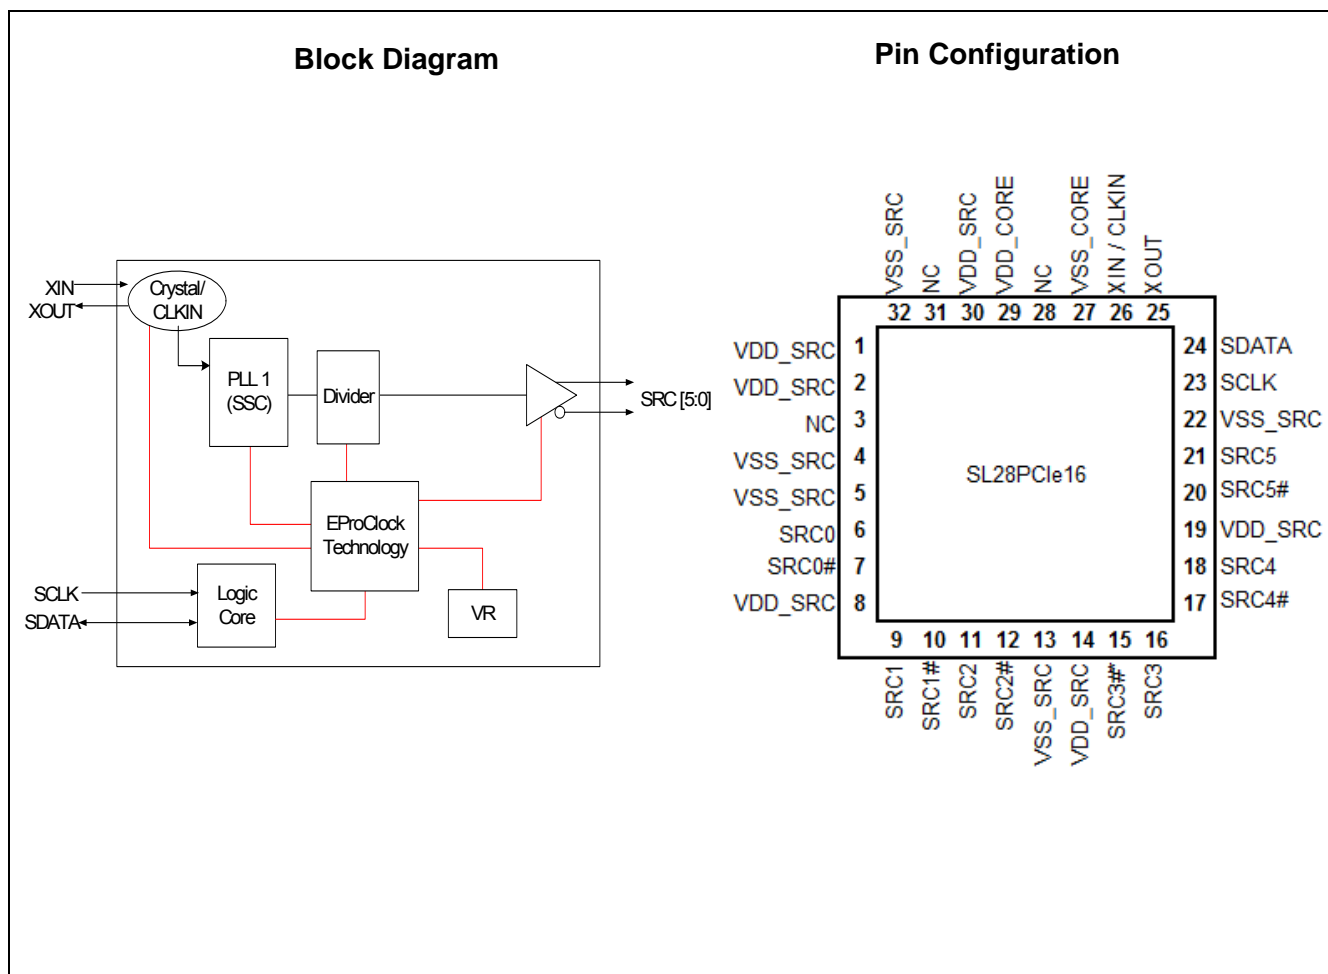 Block Diagram
XIN
XOUT
Crystal/
CLKIN
PLL 1
(SSC)
Divider
SRC [5:0]
EProClock
Technology
SCLK
SDATA
Logic
Core
VR
Pin Configuration
VSS_SRC
NC
VDD_SRC
VDD_CORE
NC
VSS_CORE
XIN / CLKIN
XOUT
32 31 30 29 28 27 26 25
VDD_SRC 1
VDD_SRC 2
NC 3
VSS_SRC 4
VSS_SRC 5
SRC0 6
SRC0# 7
VDD_SRC 8
SL28PCIe16
24 SDATA
23 SCLK
22 VSS_SRC
21 SRC5
20 SRC5#
19 VDD_SRC
18 SRC4
17 SRC4#
9 10 11 12 13 14 15 16
SRC1
SRC1#
SRC2
SRC2#
VSS_SRC
VDD_SRC
SRC3#*
SRC3